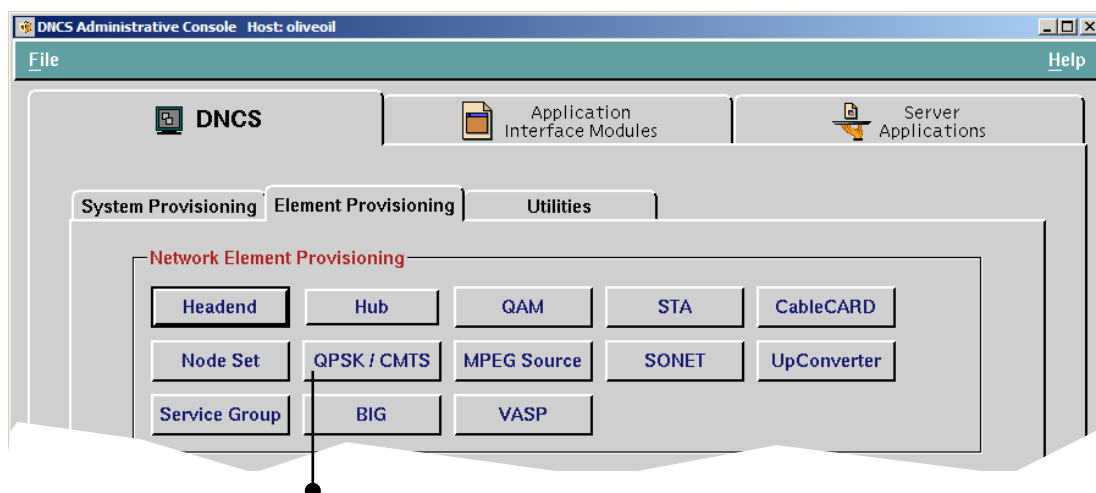 DNCS Administrative Console Host: oliveoil
File Help
DNCS
Application
Interface Modules
Server
Applications
System Provisioning Element Provisioning Utilities
Network Element Provisioning
Headend Hub QAM STA CableCARD
Node Set QPSK / CMTS MPEG Source SONET UpConverter
Service Group BIG VASP